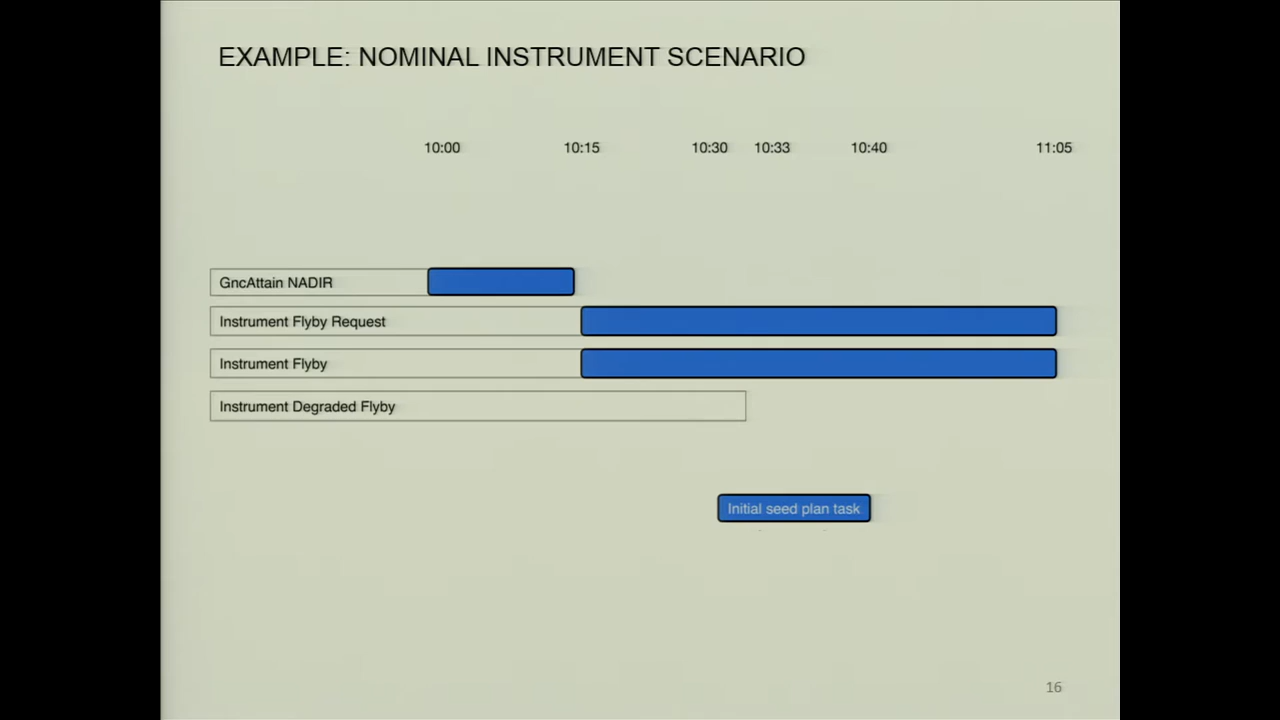 EXAMPLE: NOMINAL INSTRUMENT SCENARIO
10:00 10:15 10:30 10:33 10:40 11:05
GncAttain NADIR
Instrument Flyby Request
Instrument Flyby
Instrument Degraded Flyby
Initial seed plan task
16